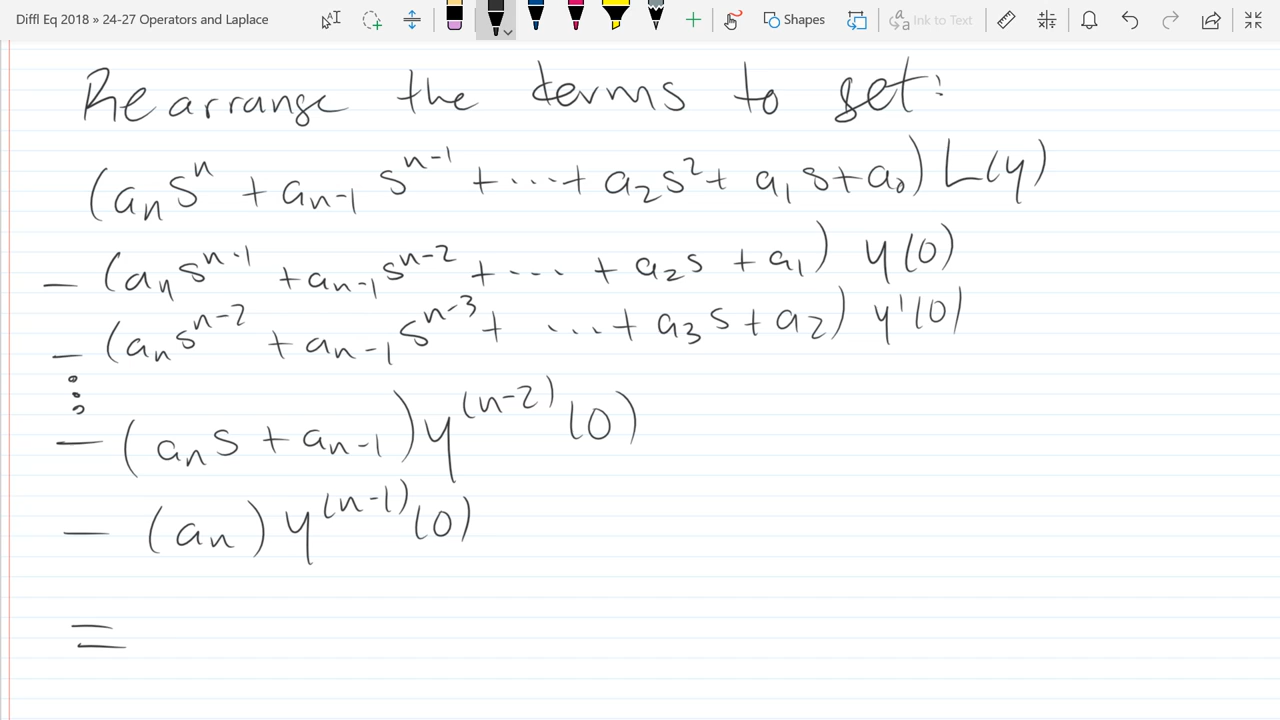 Diffl Eq 2018 » 24-27 Operators and Laplace Shapes Ink to Text
Rearrange the terms to get:
(aₙsⁿ + aₙ₋₁ sⁿ⁻¹ + ... + a₂s² + a₁s + a₀) L(y)
- (aₙsⁿ⁻¹ + aₙ₋₁sⁿ⁻² + ... + a₂s + a₁) y(0)
- (aₙsⁿ⁻² + aₙ₋₁sⁿ⁻³ + ... + a₃s + a₂) y'(0)
⋮
- (aₙs + aₙ₋₁) y⁽ⁿ⁻²⁾(0)
- (aₙ) y⁽ⁿ⁻¹⁾(0)
=